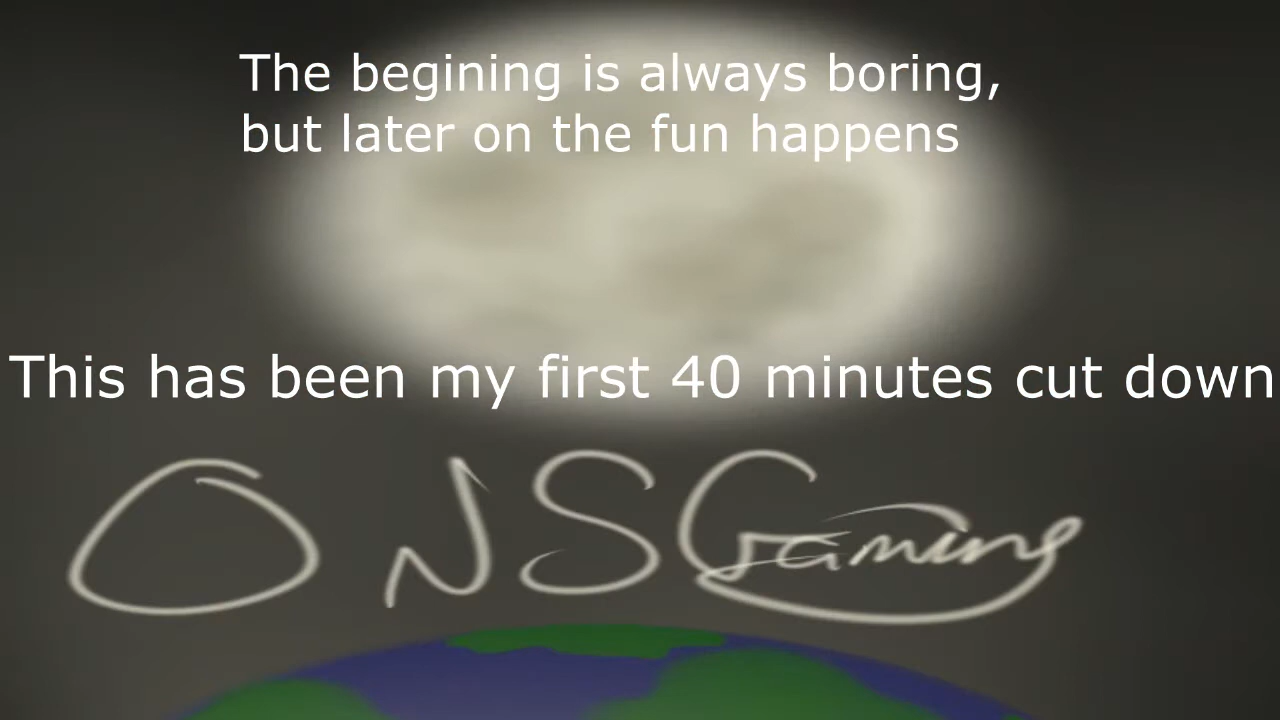 The begining is always boring,
but later on the fun happens
This has been my first 40 minutes cut down
ONSGaming